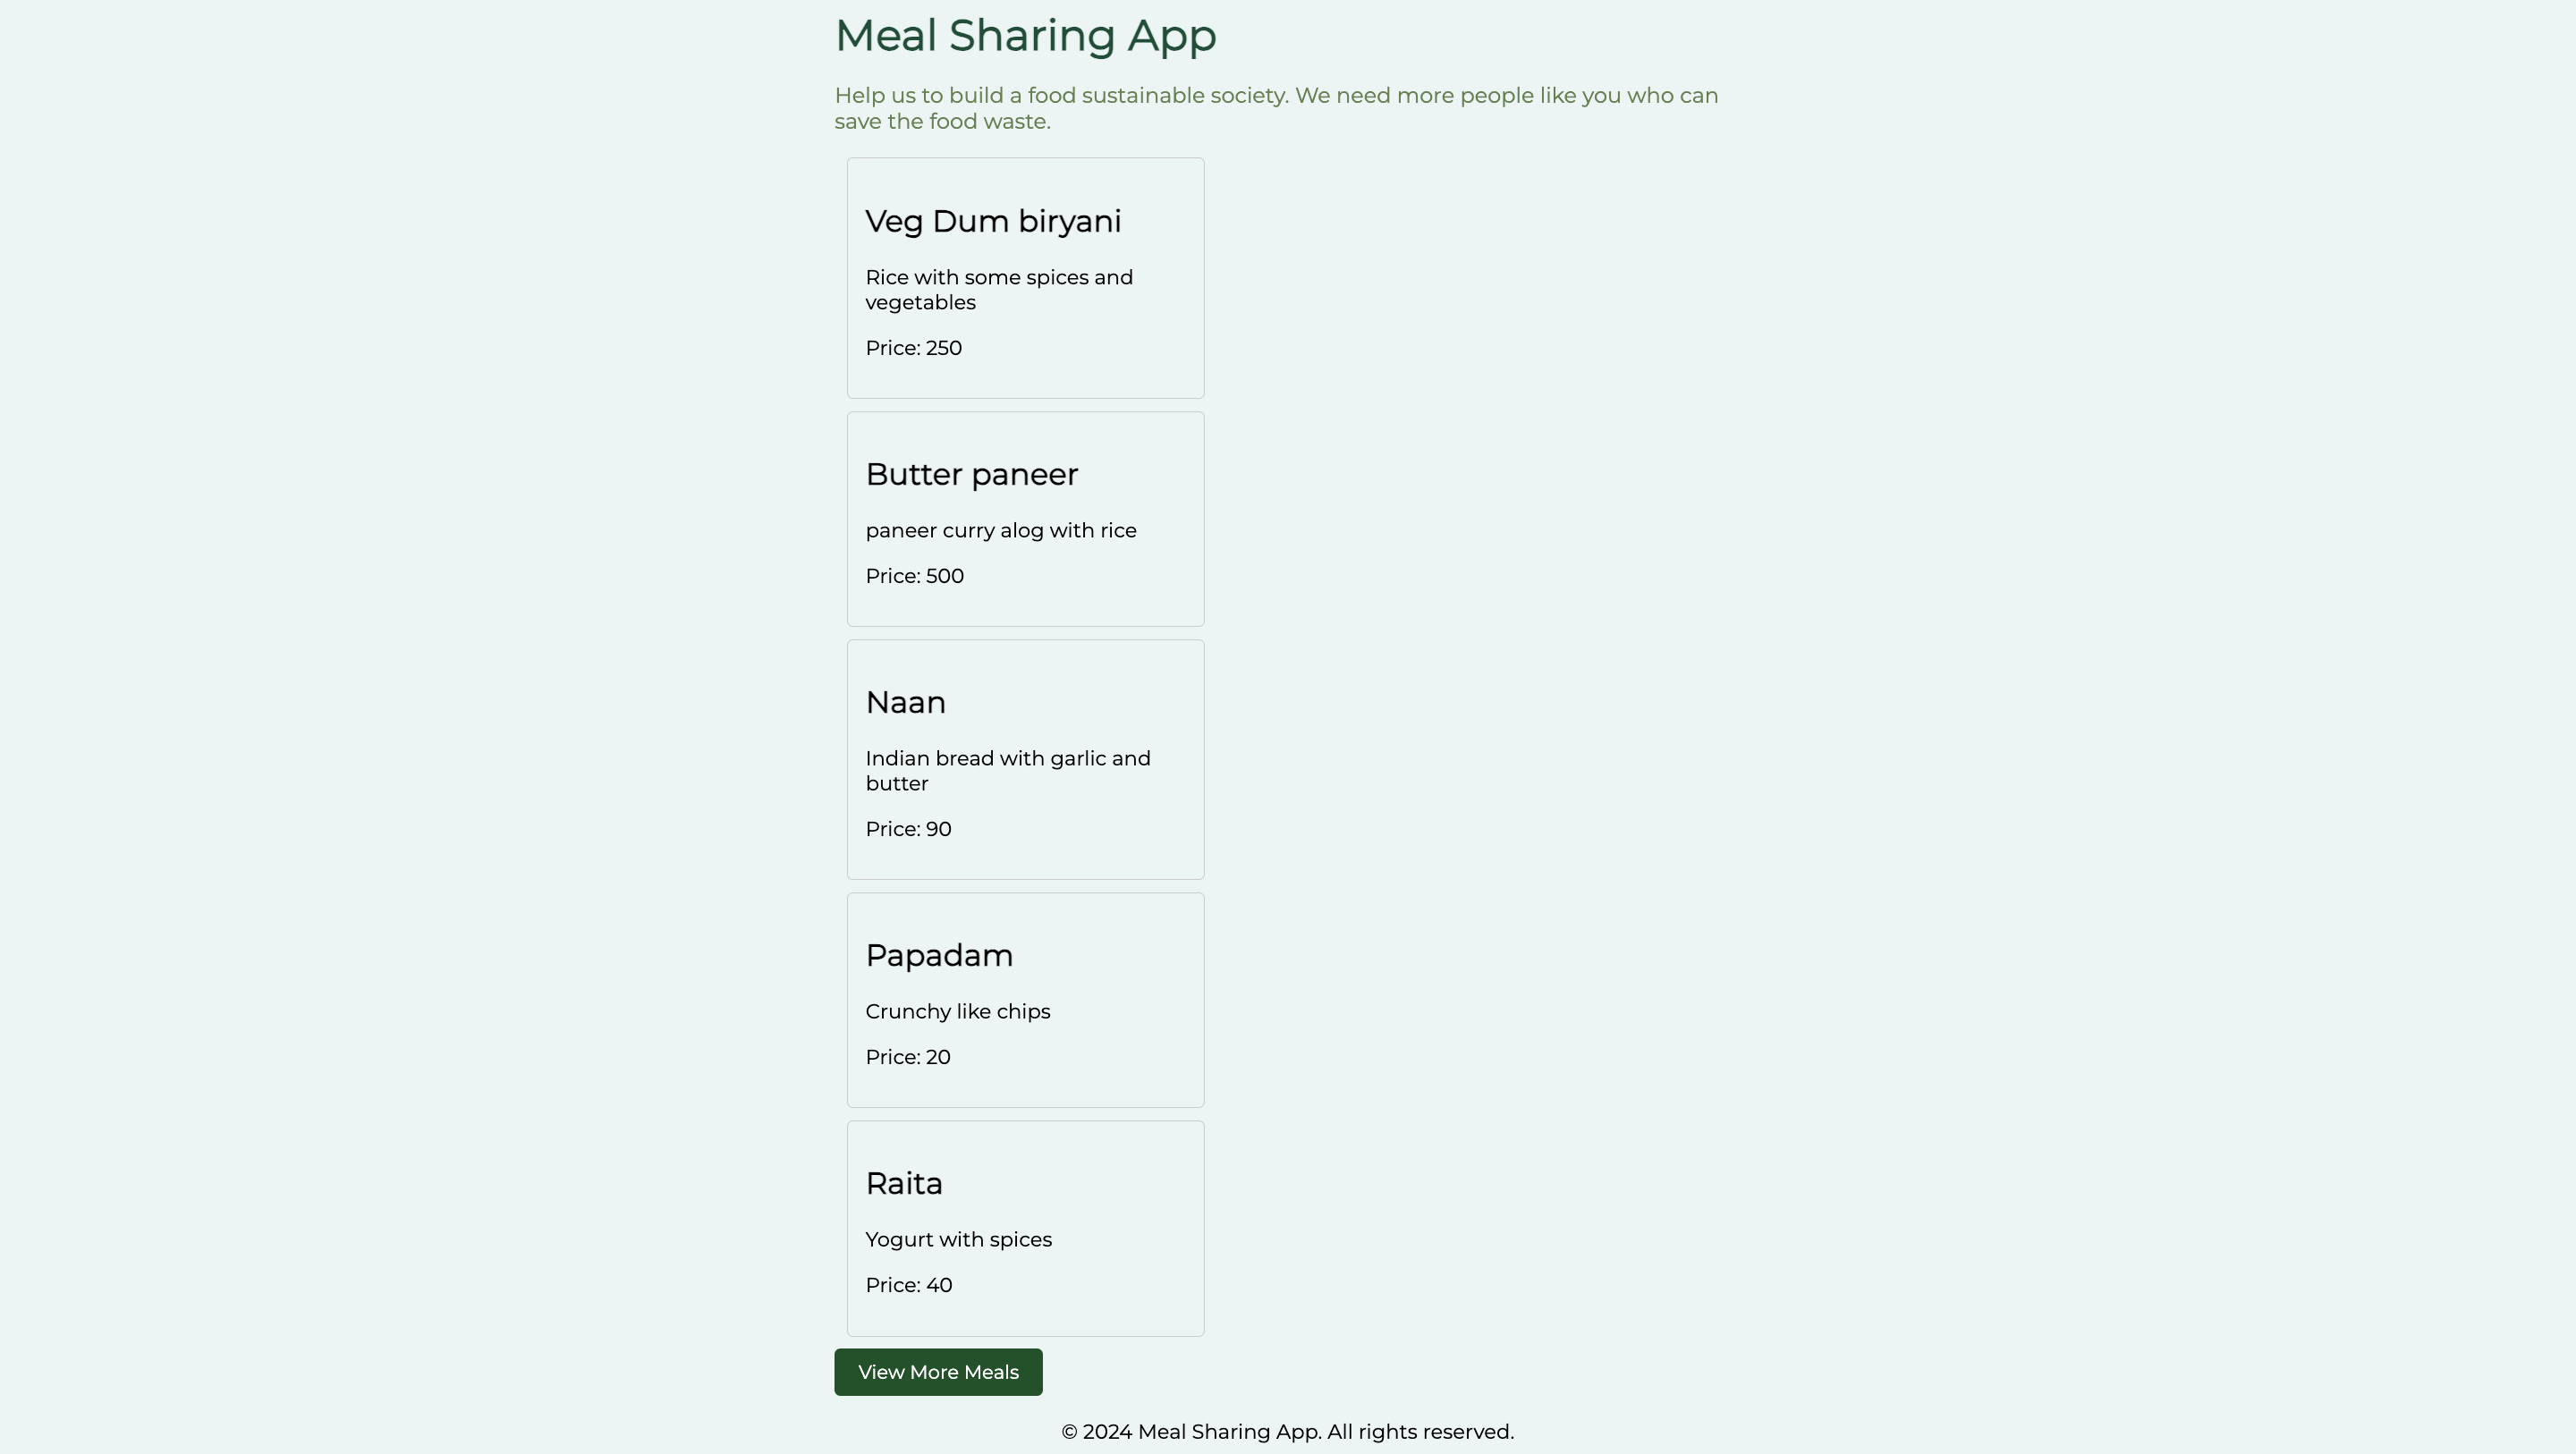 Meal Sharing App
Help us to build a food sustainable society. We need more people like you who can
save the food waste.
Veg Dum biryani
Rice with some spices and
vegetables
Price: 250
Butter paneer
paneer curry alog with rice
Price: 500
Naan
Indian bread with garlic and
butter
Price: 90
Papadam
Crunchy like chips
Price: 20
Raita
Yogurt with spices
Price: 40
View More Meals
© 2024 Meal Sharing App. All rights reserved.